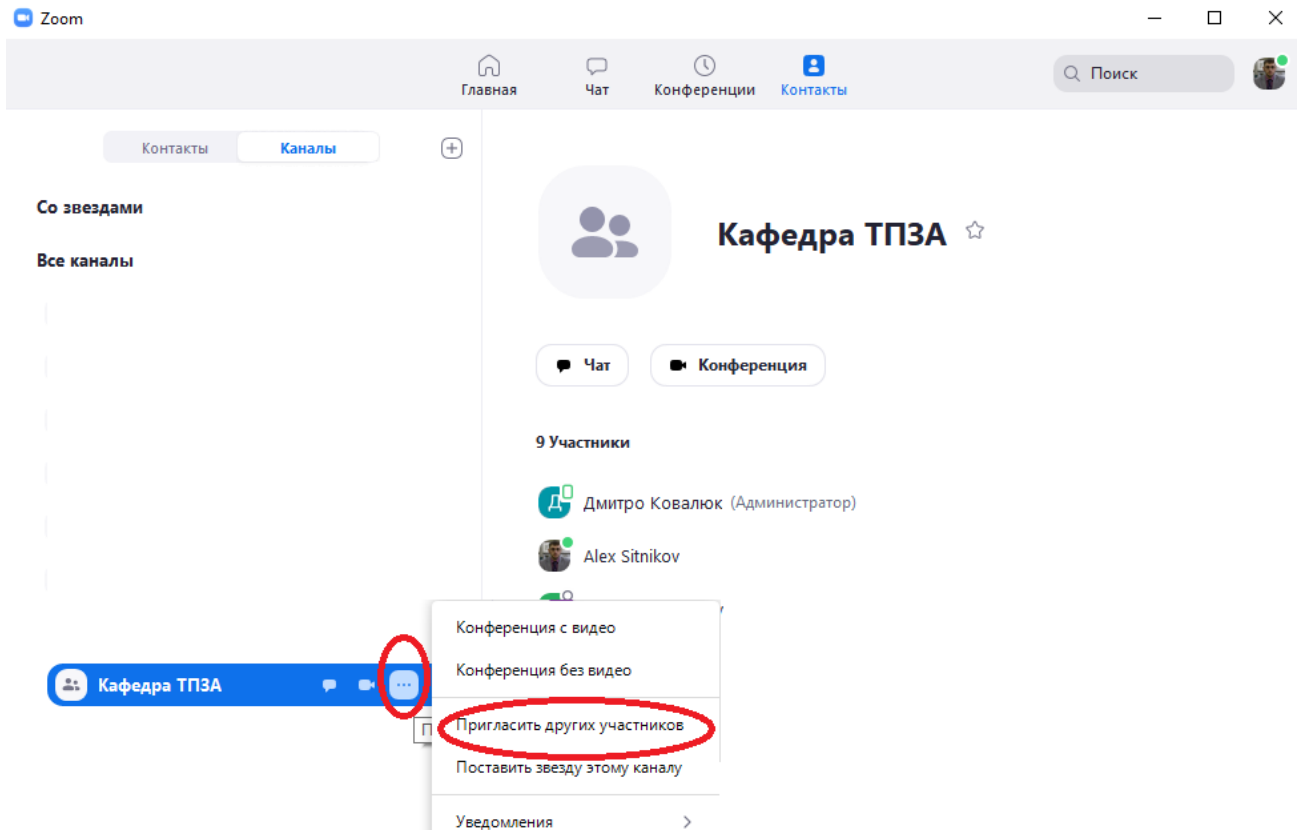 Zoom
Главная
Чат
Конференции
Контакты
Поиск
Контакты
Каналы
Со звездами
Все каналы
Кафедра ТПЗА
Чат
Конференция
9 Участники
Д
Дмитро Ковалюк (Администратор)
Alex Sitnikov
Кафедра ТПЗА
Конференция с видео
Конференция без видео
Пригласить других участников
Поставить звезду этому каналу
Уведомления